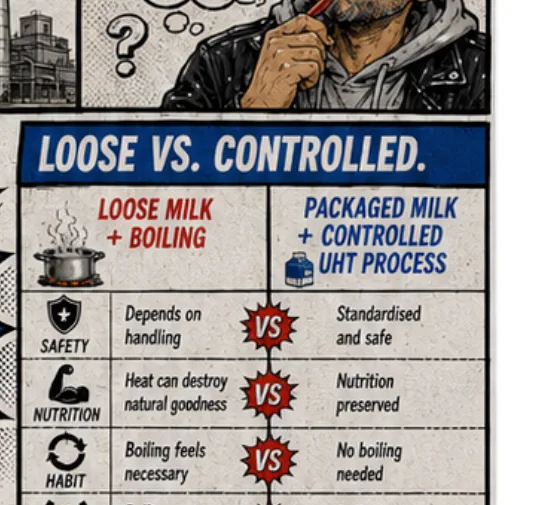 ?
LOOSE VS. CONTROLLED.
LOOSE MILK
+ BOILING
PACKAGED MILK
+ CONTROLLED
UHT PROCESS
SAFETY
Depends on
handling
VS
Standardised
and safe
NUTRITION
Heat can destroy
natural goodness
VS
Nutrition
preserved
HABIT
Boiling feels
necessary
VS
No boiling
needed